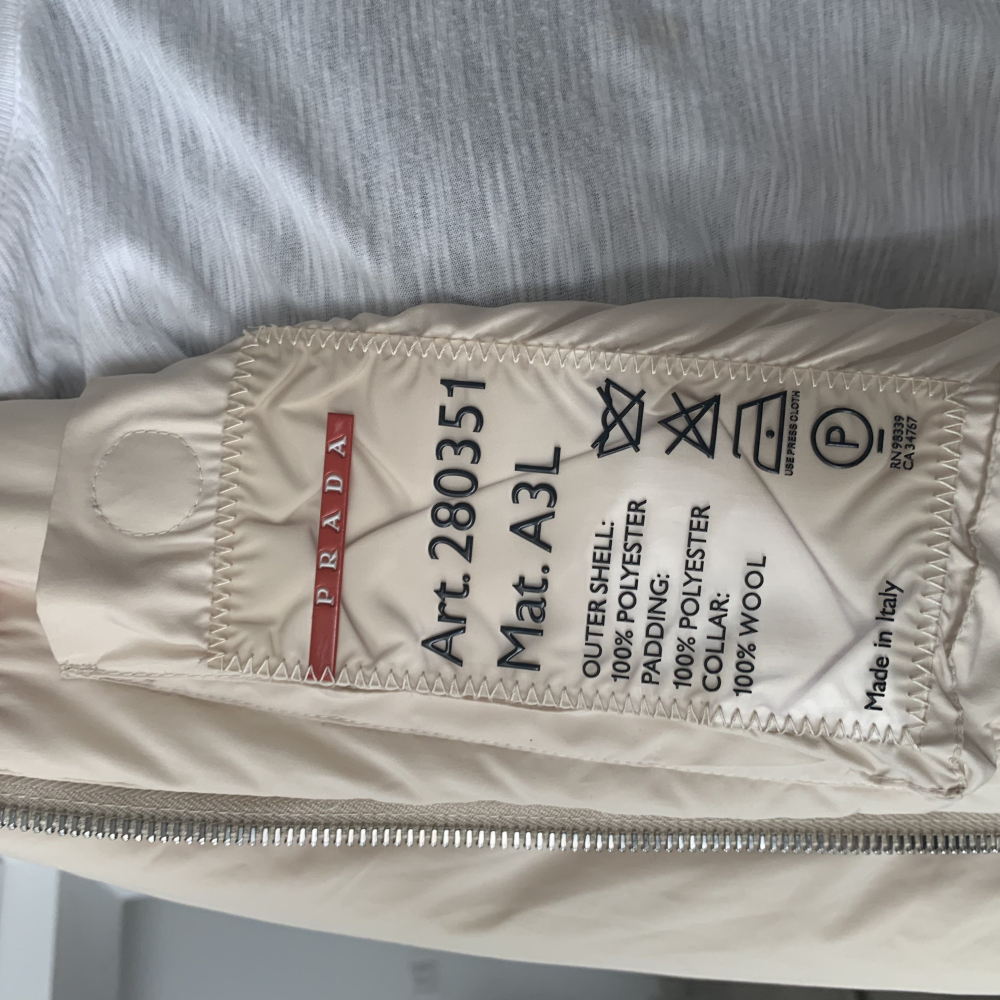 PRADA
Art. 280351
Mat. A3L
OUTER SHELL:
100% POLYESTER
PADDING:
100% POLYESTER
COLLAR:
100% WOOL
USE PRESS CLOTH
P
RN 98339
CA 34767
Made in Italy